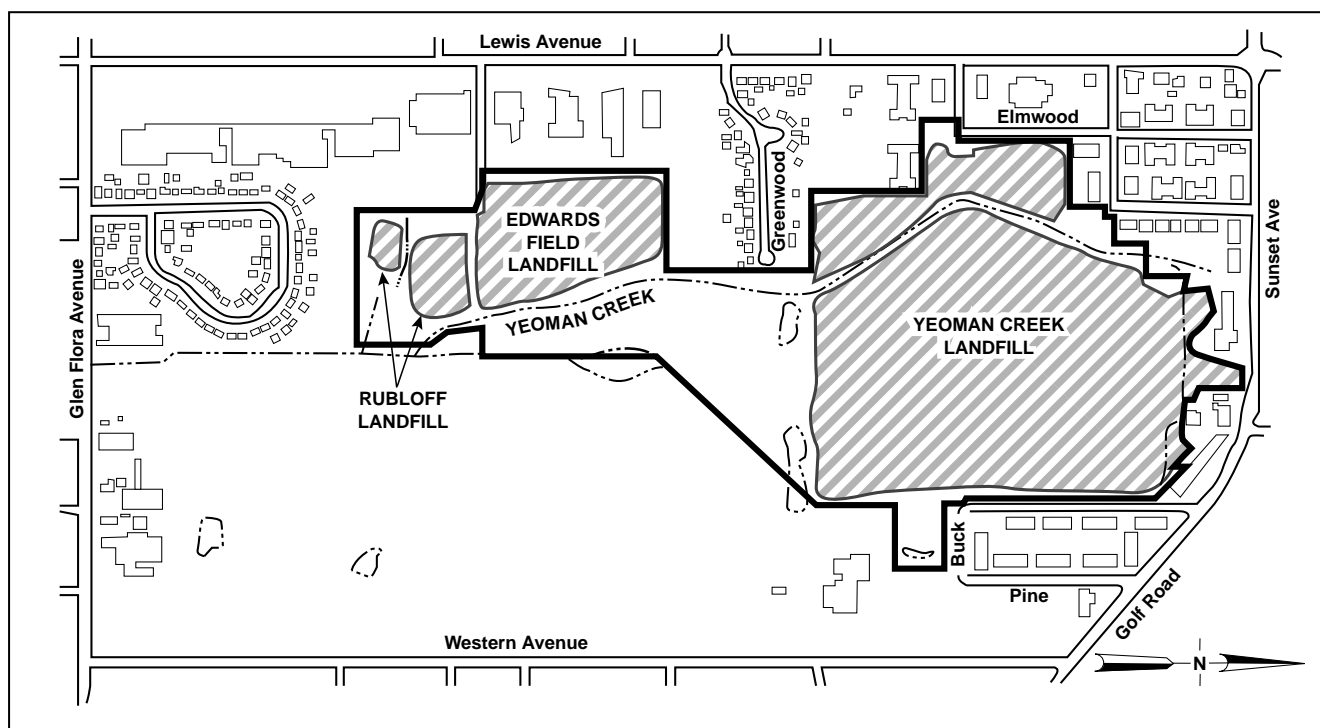 Lewis Avenue
Elmwood
Greenwood
Sunset Ave
EDWARDS
FIELD
LANDFILL
YEOMAN CREEK
YEOMAN CREEK
LANDFILL
Glen Flora Avenue
RUBLOFF
LANDFILL
Buck
Pine
Golf Road
Western Avenue
N